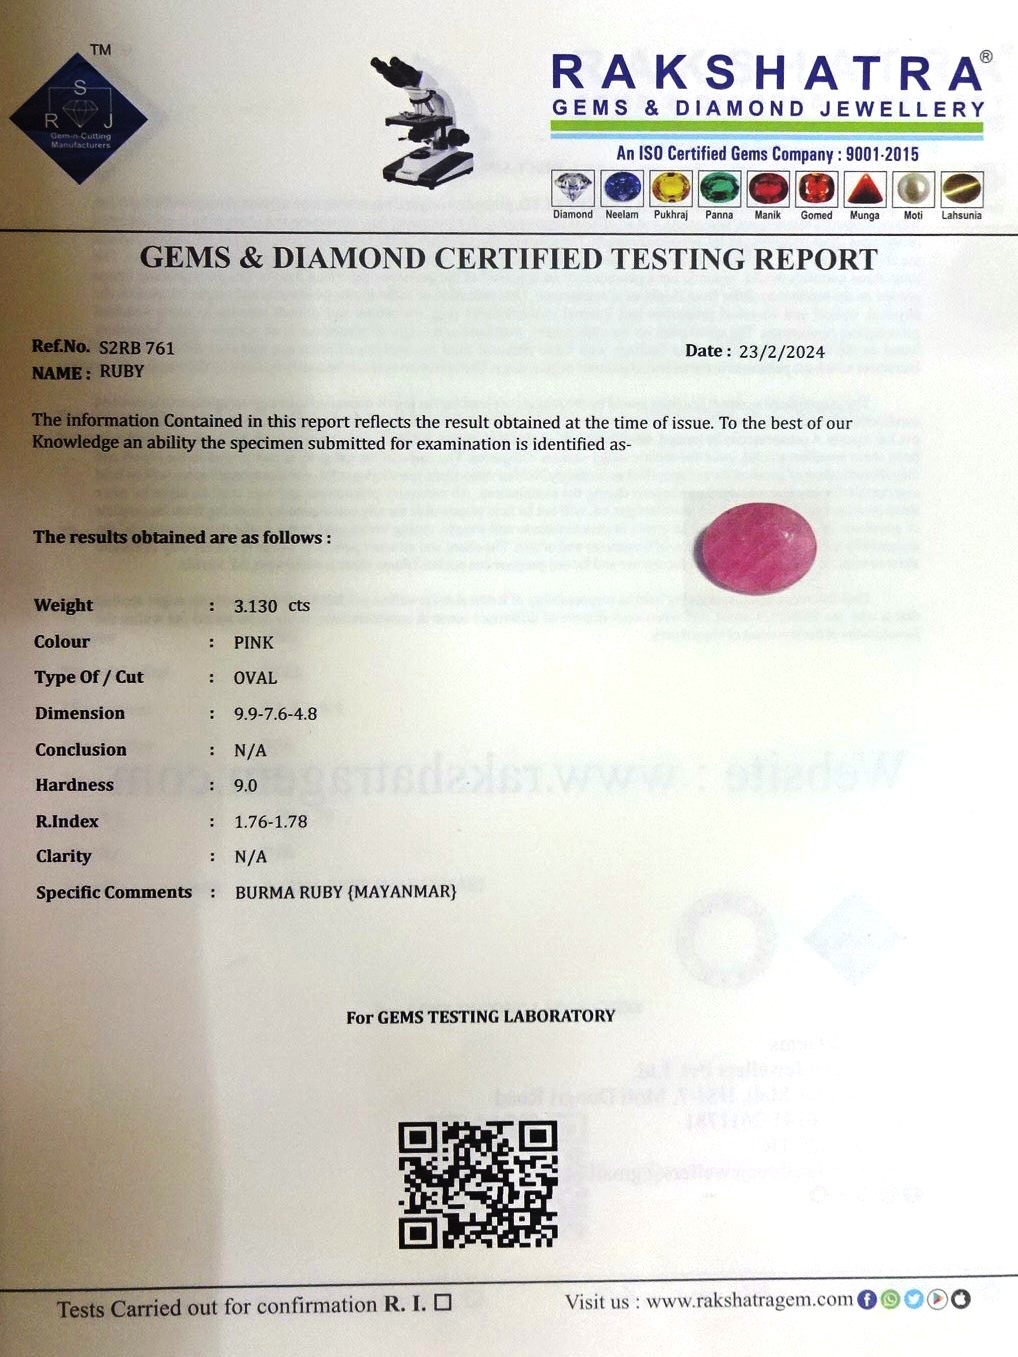 TM
S
R J
Gem-n-Cutting
Manufacturers
RAKSHATRA®
GEMS & DIAMOND JEWELLERY
An ISO Certified Gems Company : 9001-2015
Diamond Neelam Pukhraj Panna Manik Gomed Munga Moti Lahsunia
GEMS & DIAMOND CERTIFIED TESTING REPORT
Ref.No. S2RB 761
Date : 23/2/2024
NAME : RUBY
The information Contained in this report reflects the result obtained at the time of issue. To the best of our
Knowledge an ability the specimen submitted for examination is identified as-
The results obtained are as follows :
Weight : 3.130 cts
Colour : PINK
Type Of / Cut : OVAL
Dimension : 9.9-7.6-4.8
Conclusion : N/A
Hardness : 9.0
R.Index : 1.76-1.78
Clarity : N/A
Specific Comments : BURMA RUBY {MAYANMAR}
For GEMS TESTING LABORATORY
Tests Carried out for confirmation R. I. ☐
Visit us : www.rakshatragem.com